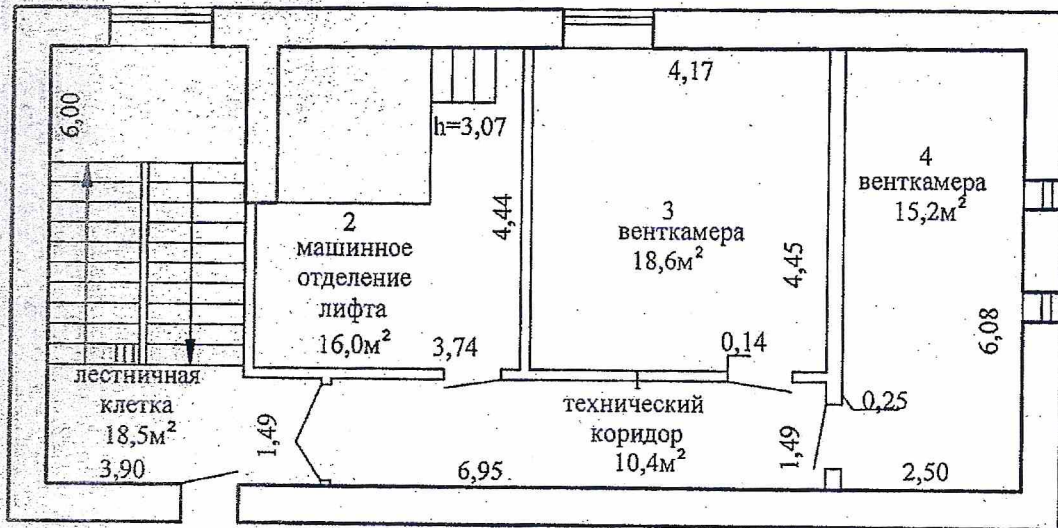 6,00
h=3,07
4,17
4
венткамера
15,2м²
2
машинное
отделение
лифта
16,0м²
4,44
3
венткамера
18,6м²
4,45
6,08
3,74
0,14
III
лестничная
клетка
18,5м²
3,90
1,49
I
технический
коридор
10,4м²
6,95
1,49
0,25
2,50